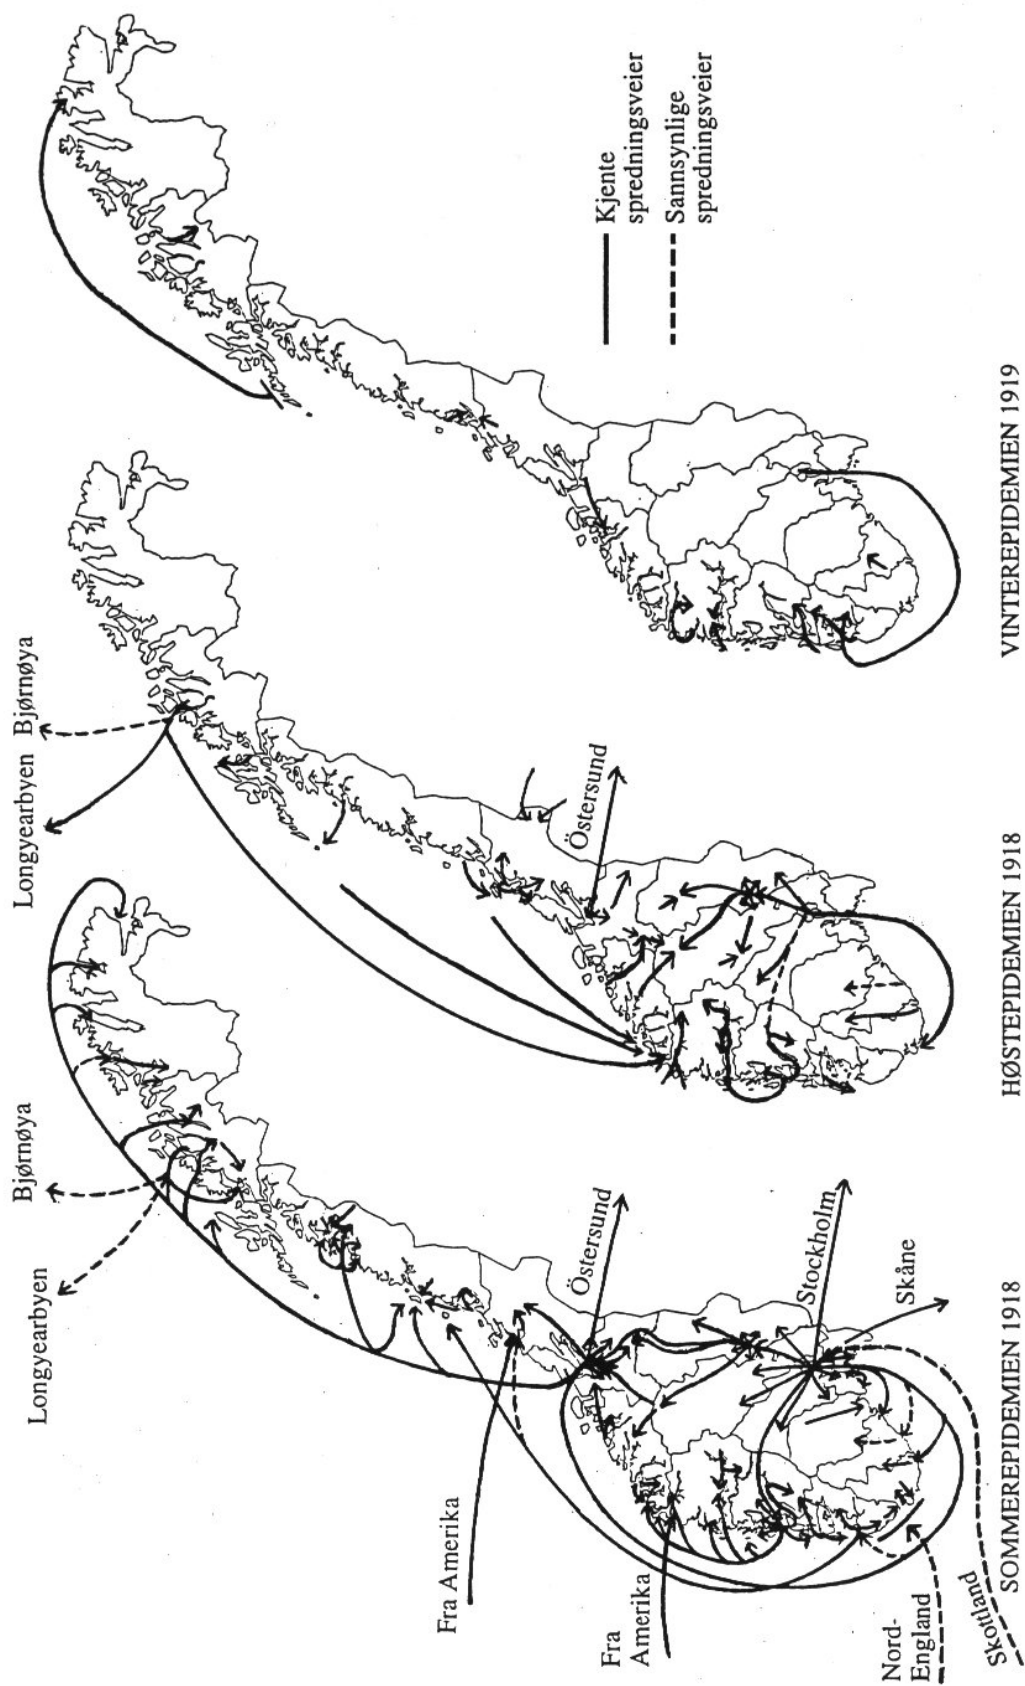 Longyearbyen
Bjørnøya
Fra Amerika
Fra
Amerika
Nord-
England
Skottland
Östersund
Stockholm
Skåne
SOMMEREPIDEMIEN 1918
Longyearbyen
Bjørnøya
Östersund
HØSTEPIDEMIEN 1918
Kjente
spredningsveier
Sannsynlige
spredningsveier
VINTEREPIDEMIEN 1919